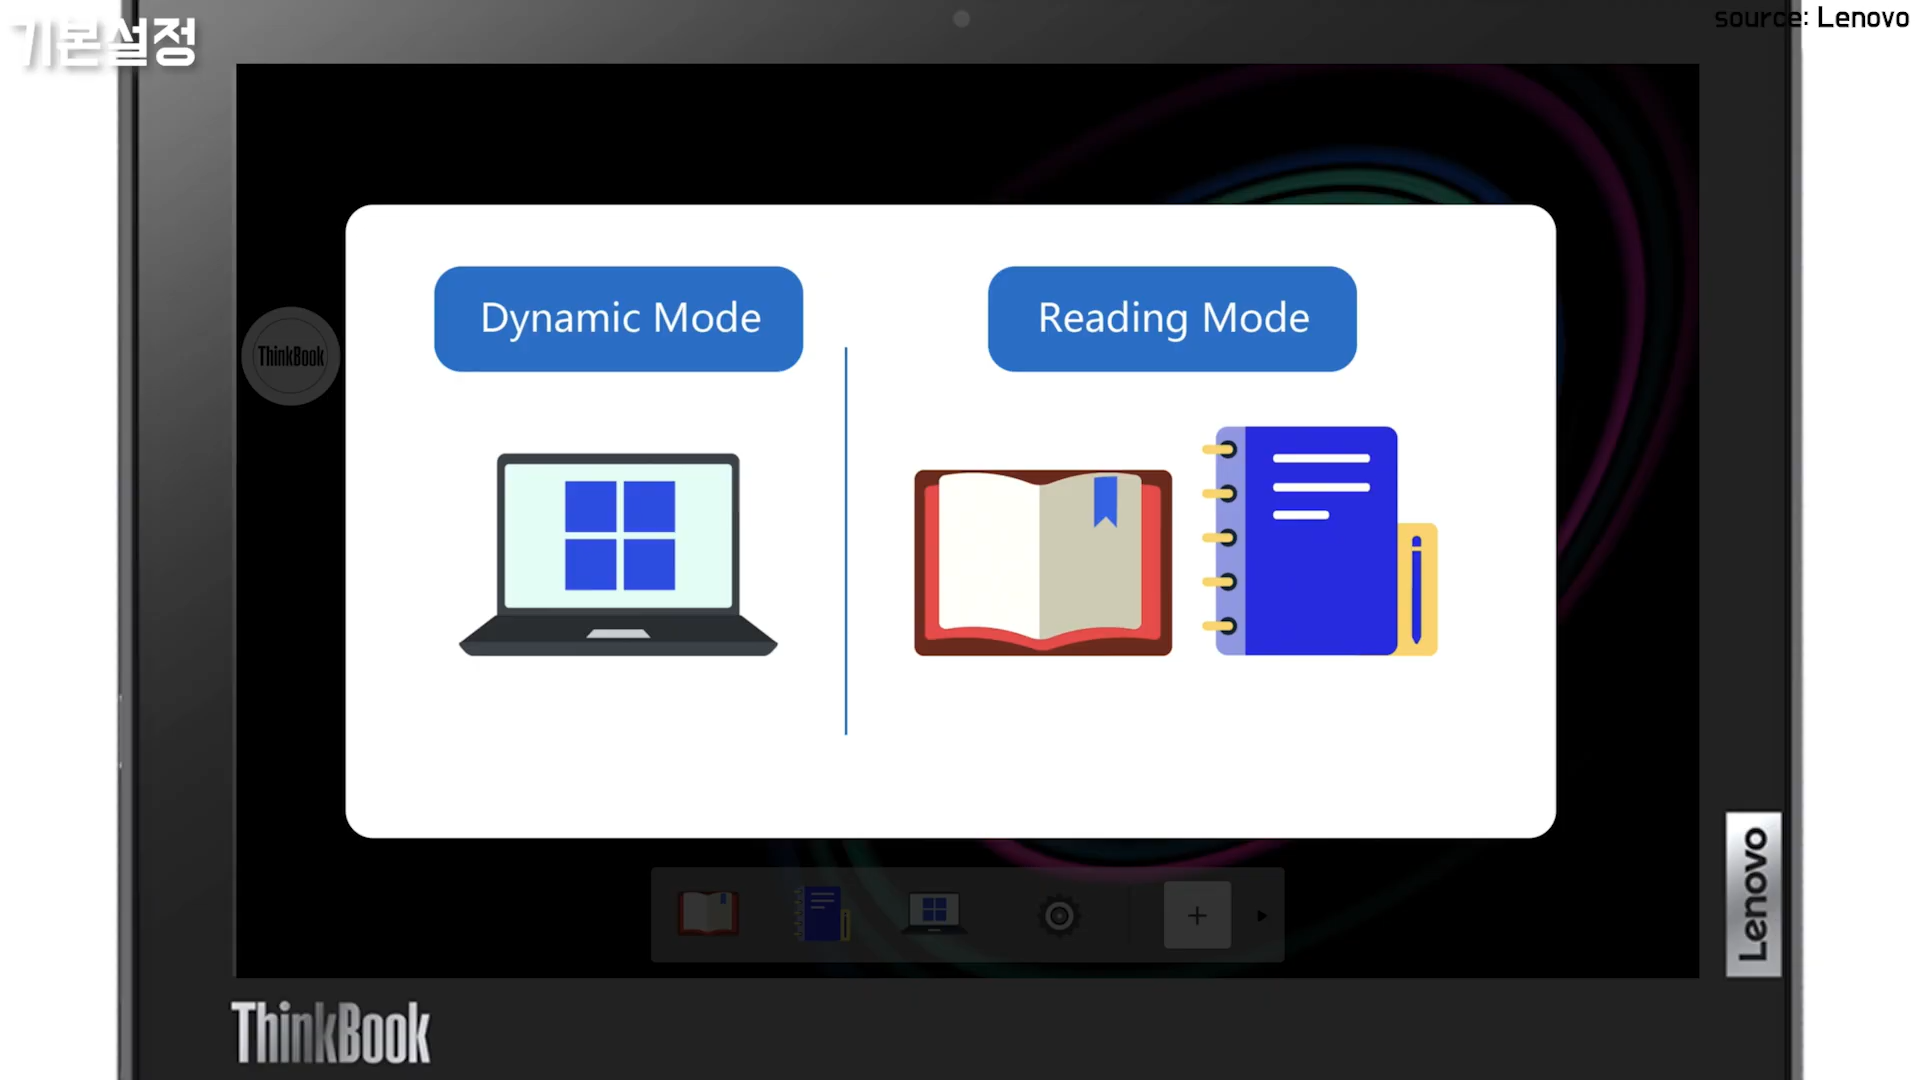 기본설정
source: Lenovo
Dynamic Mode
Reading Mode
ThinkBook
Lenovo
ThinkBook